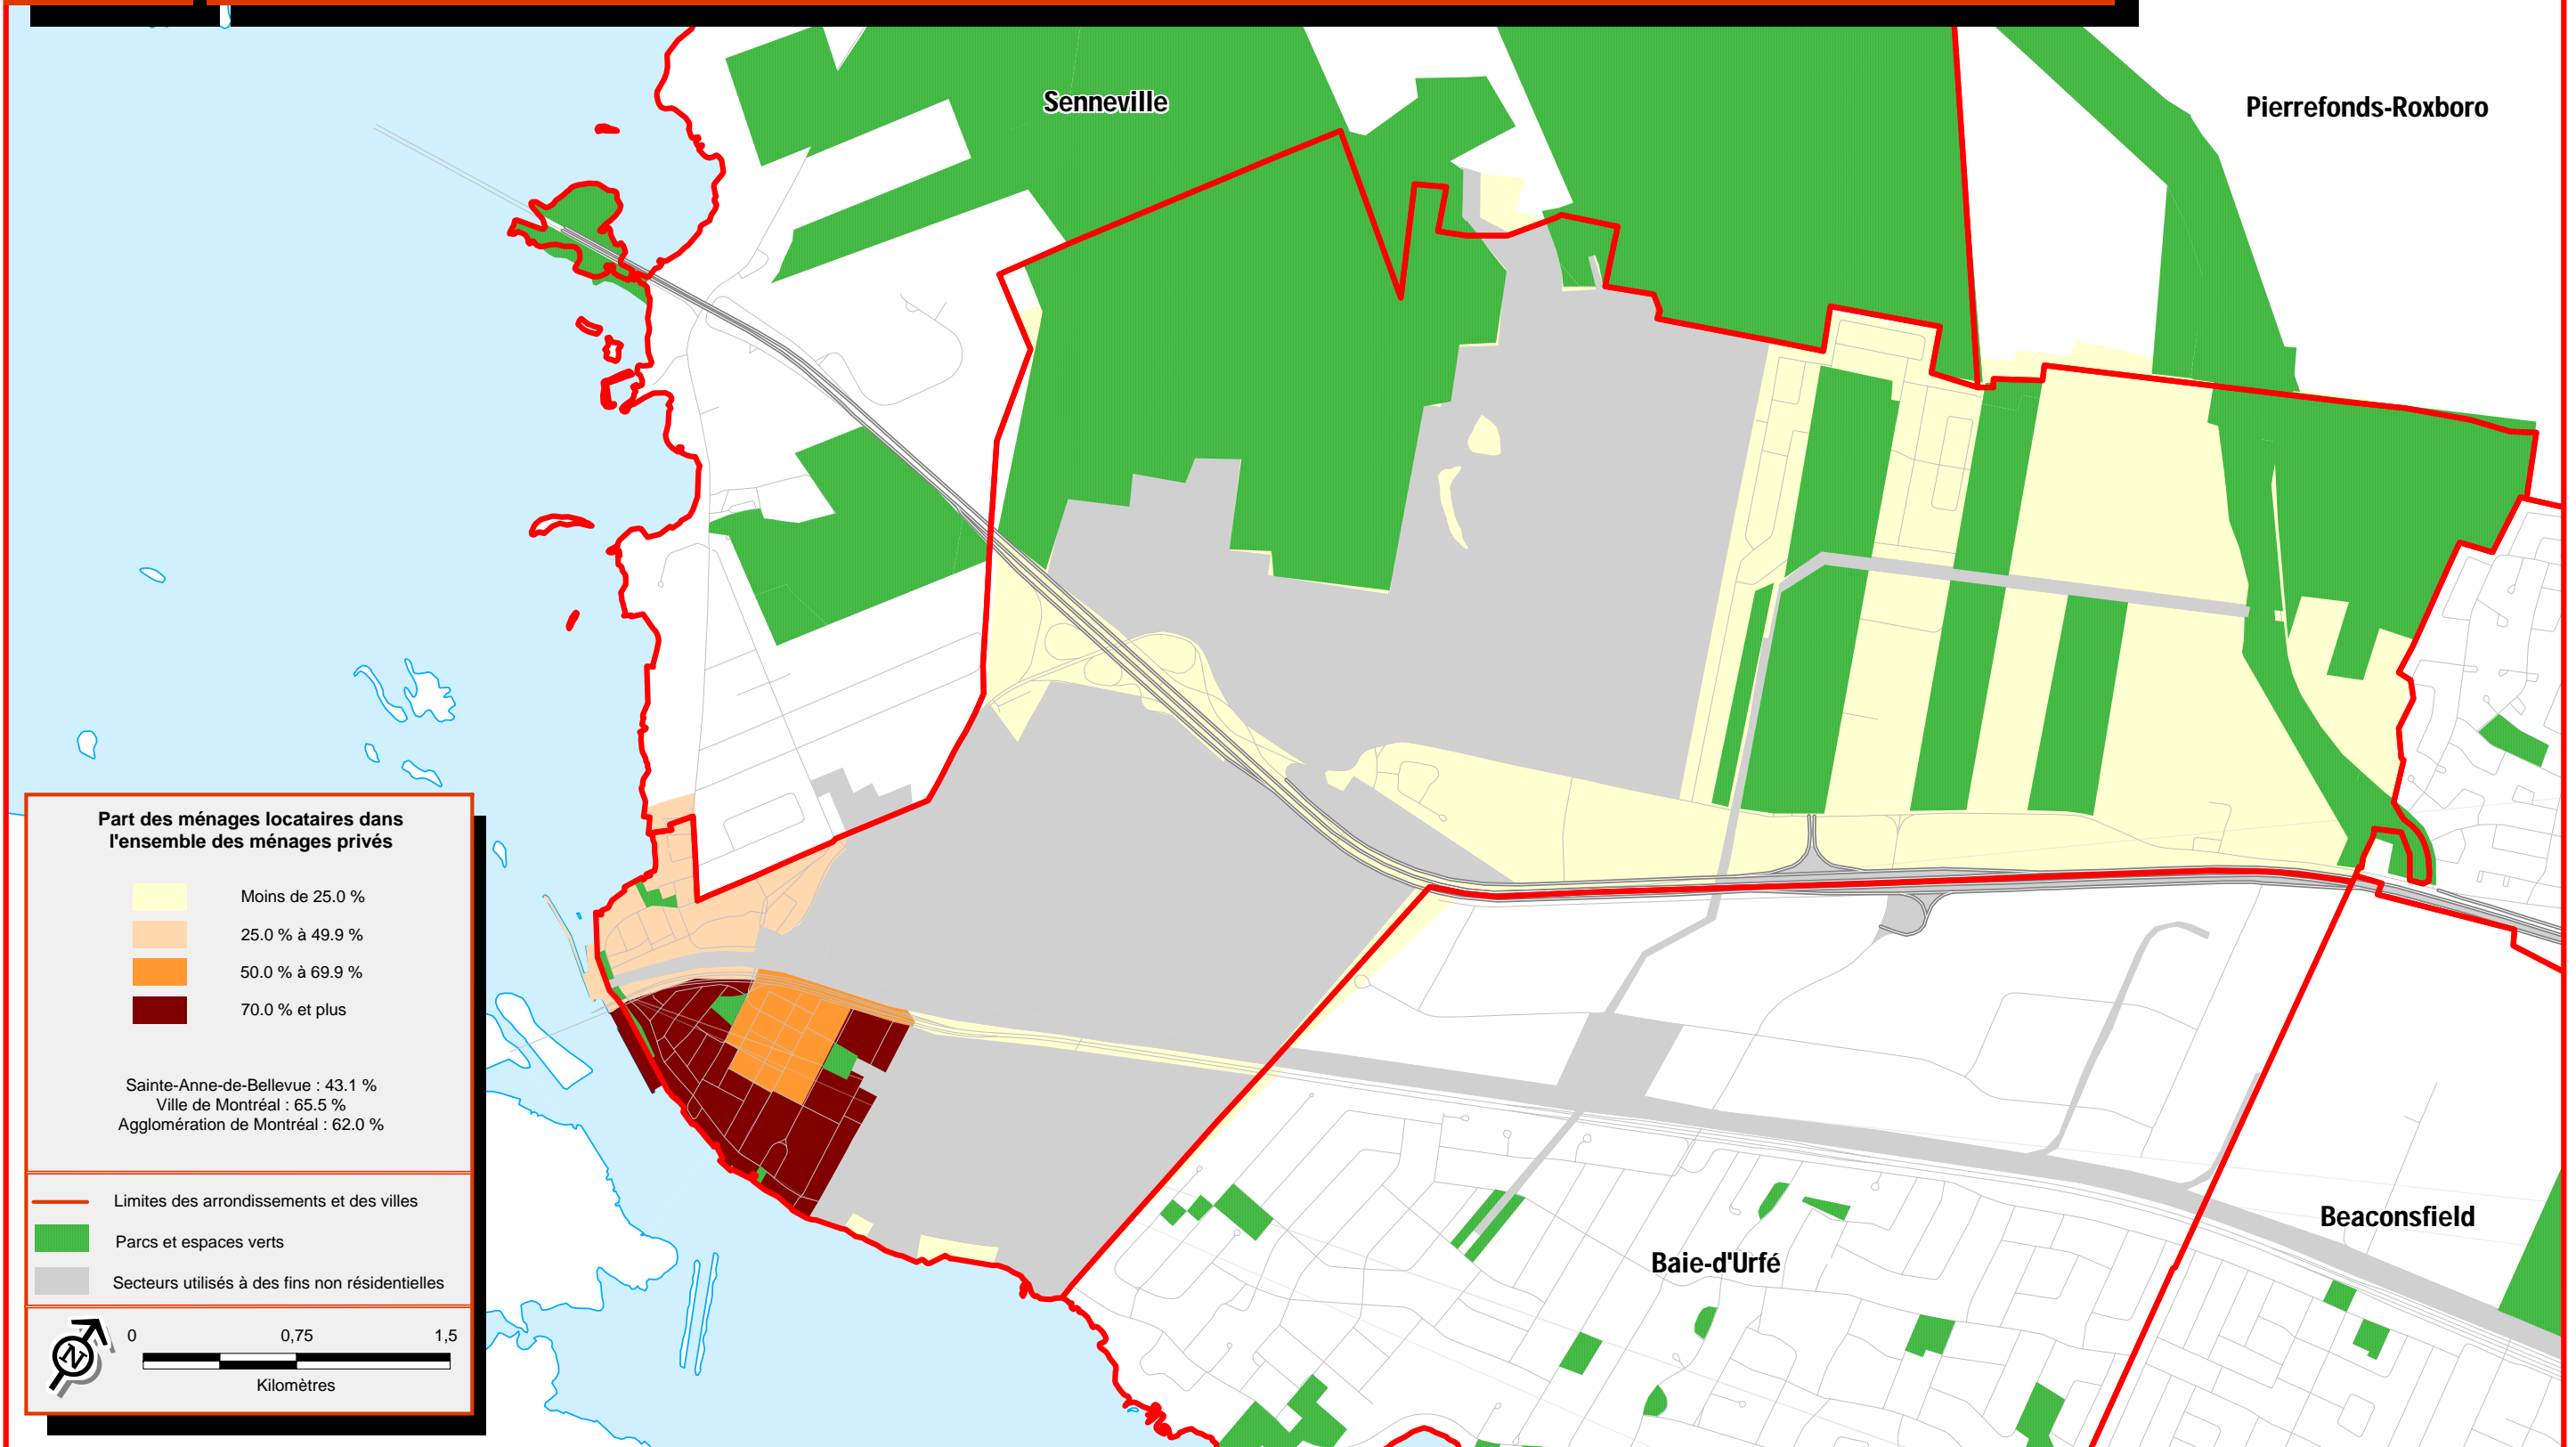 Senneville
Pierrefonds-Roxboro
Part des ménages locataires dans
l'ensemble des ménages privés
Moins de 25.0 %
25.0 % à 49.9 %
50.0 % à 69.9 %
70.0 % et plus
Sainte-Anne-de-Bellevue : 43.1 %
Ville de Montréal : 65.5 %
Agglomération de Montréal : 62.0 %
Limites des arrondissements et des villes
Parcs et espaces verts
Secteurs utilisés à des fins non résidentielles
N
0 0,75 1,5
Kilomètres
Beaconsfield
Baie-d'Urfé